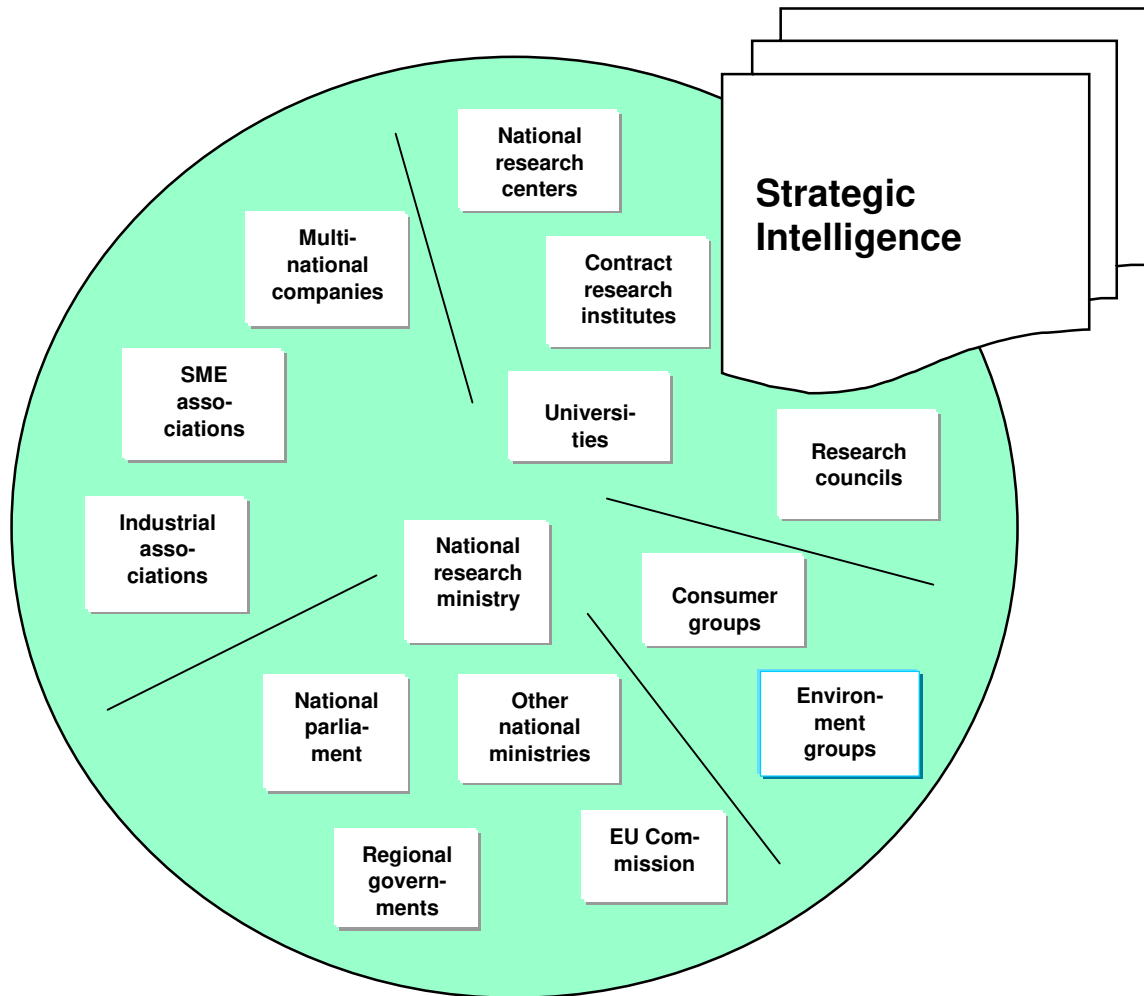 National
research
centers
Strategic
Intelligence
Multi-
national
companies
Contract
research
institutes
SME
asso-
ciations
Universi-
ties
Research
councils
Industrial
asso-
ciations
National
research
ministry
Consumer
groups
National
parlia-
ment
Other
national
ministries
Environ-
ment
groups
EU Com-
mission
Regional
govern-
ments